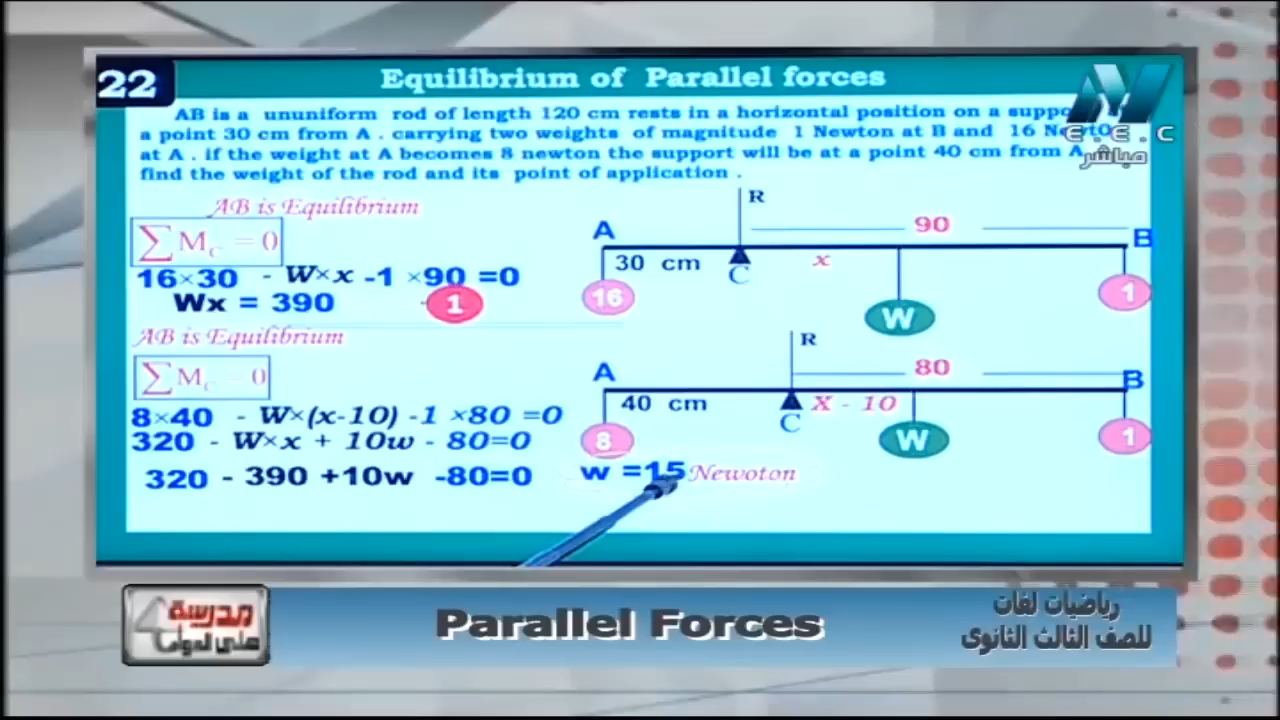 22
Equilibrium of Parallel forces
AB is a ununiform rod of length 120 cm rests in a horizontal position on a
a point 30 cm from A . carrying two weights of magnitude 1 Newton at B and 16
at A . if the weight at A becomes 8 newton the support will be at a point 40 cm from A
find the weight of the rod and its point of application .
E.E.C
مباشر
AB is Equilibrium
∑M_C = 0
16×30 - W×x -1 ×90 =0
Wx = 390 1
R
90
A B
30 cm x
C
16 W 1
AB is Equilibrium
∑M_C = 0
8×40 - W×(x-10) -1 ×80 =0
320 - W×x + 10w - 80=0
320 - 390 +10w -80=0 w =15 Newoton
R
80
A B
40 cm X - 10
C
8 W 1
مدرسة
على الهوا
4
Parallel Forces
رياضيات لغات
للصف الثالث الثانوى